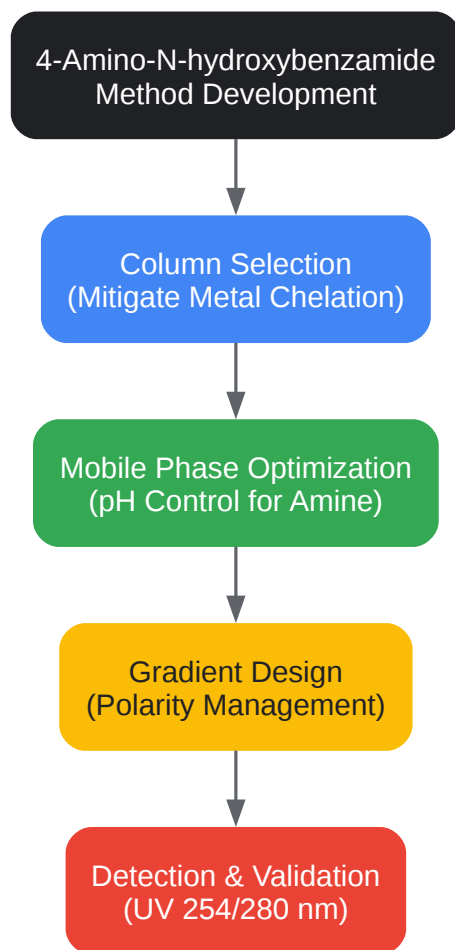 4-Amino-N-hydroxybenzamide
Method Development
Column Selection
(Mitigate Metal Chelation)
Mobile Phase Optimization
(pH Control for Amine)
Gradient Design
(Polarity Management)
Detection & Validation
(UV 254/280 nm)